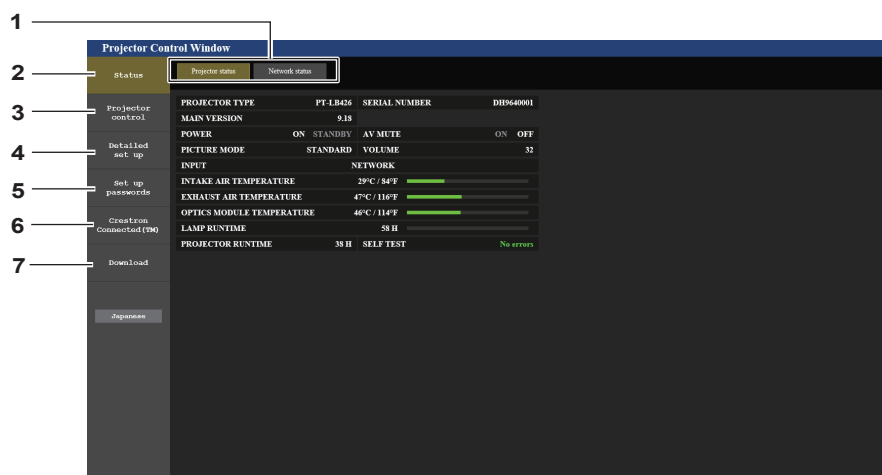 1
Projector Control Window
2
Status
Projector status Network status
3
Projector
control
4
Detailed
set up
5
Set up
passwords
6
Crestron
Connected(TM)
7
Download
Japanese
PROJECTOR TYPE PT-LB426 SERIAL NUMBER DH9640001
MAIN VERSION 9.18
POWER ON STANDBY AV MUTE ON OFF
PICTURE MODE STANDARD VOLUME 32
INPUT NETWORK
INTAKE AIR TEMPERATURE 29°C / 84°F
EXHAUST AIR TEMPERATURE 47°C / 116°F
OPTICS MODULE TEMPERATURE 46°C / 114°F
LAMP RUNTIME 58 H
PROJECTOR RUNTIME 38 H SELF TEST No errors